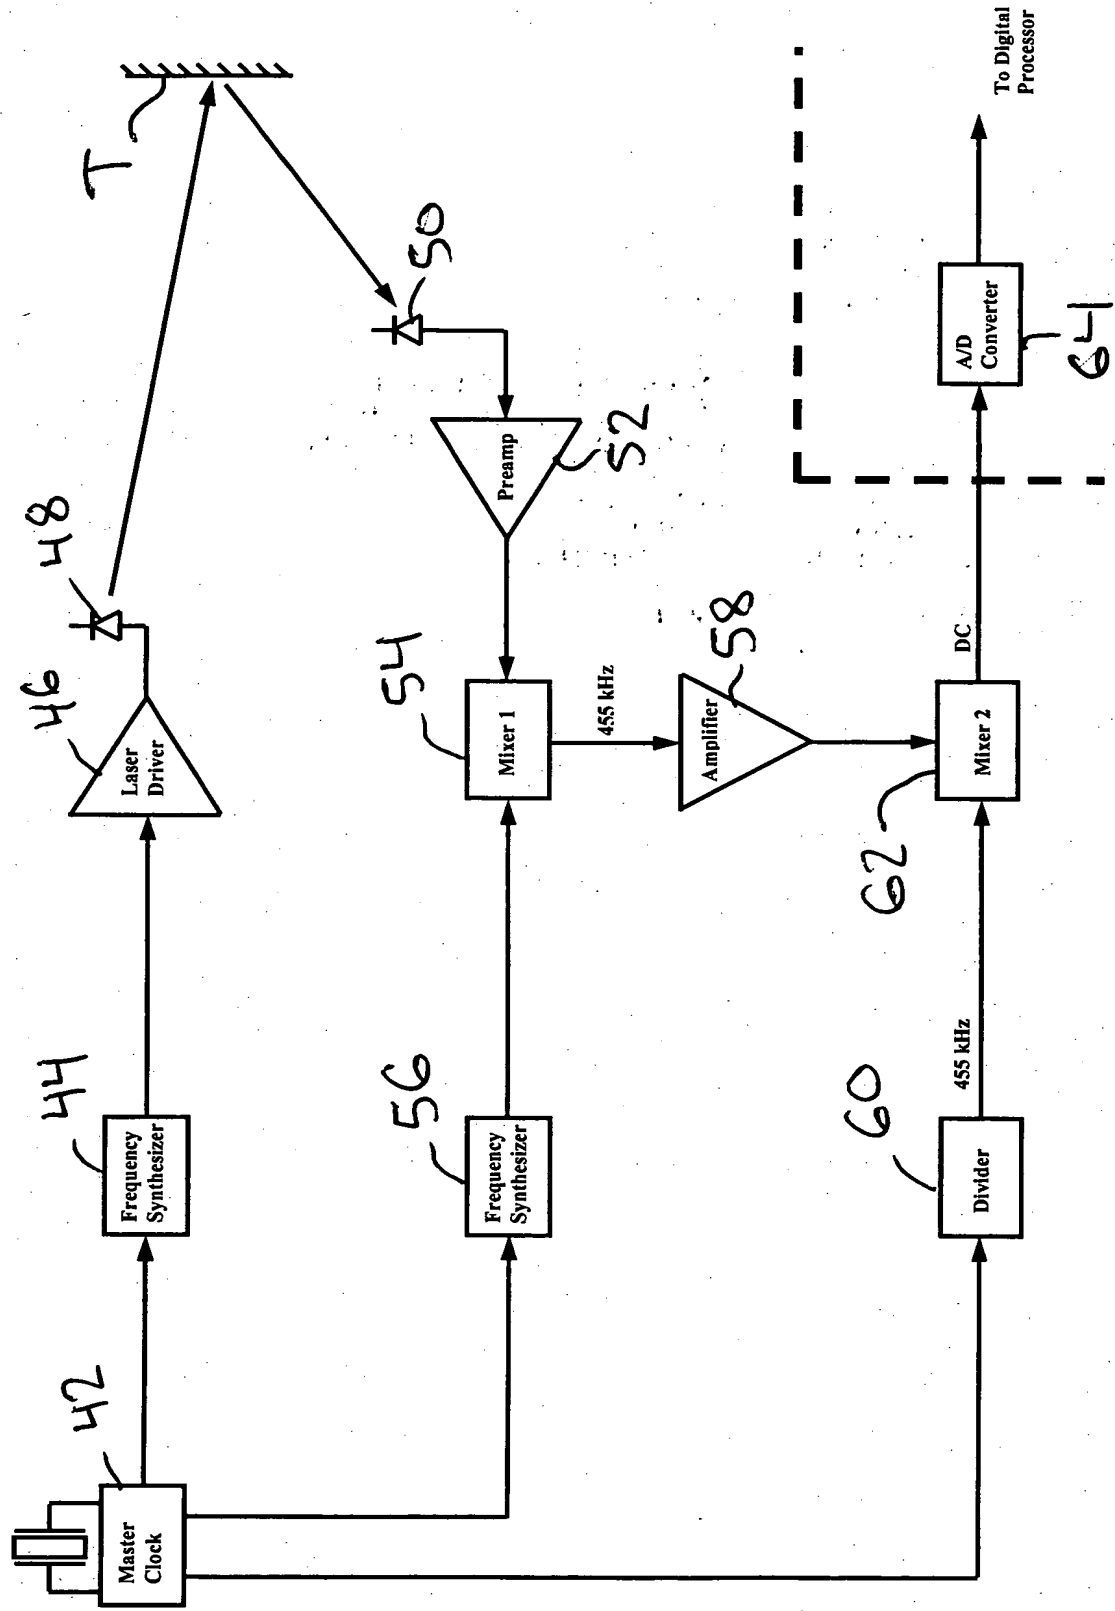 Master
Clock
42
Frequency
Synthesizer
44
Laser
Driver
46
48
T
50
Preamp
52
Mixer 1
54
Frequency
Synthesizer
56
455 kHz
Amplifier
58
Divider
60
455 kHz
Mixer 2
62
DC
A/D
Converter
64
To Digital
Processor